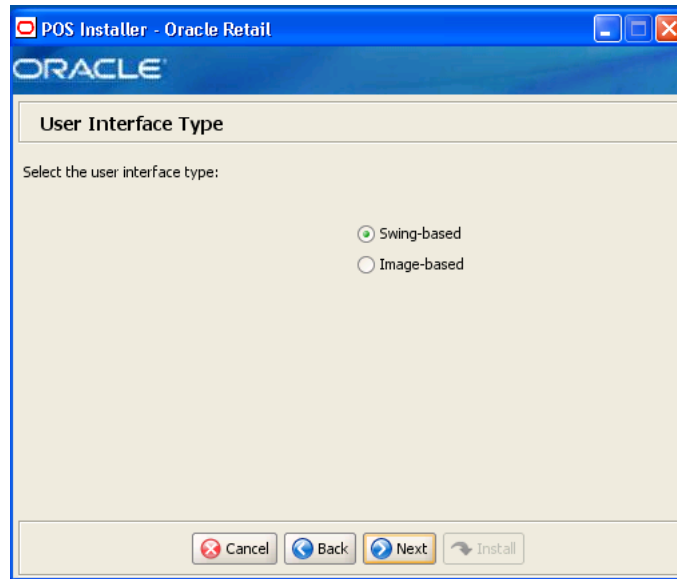 POS Installer - Oracle Retail
ORACLE
User Interface Type
Select the user interface type:
Swing-based
Image-based
Cancel Back Next Install